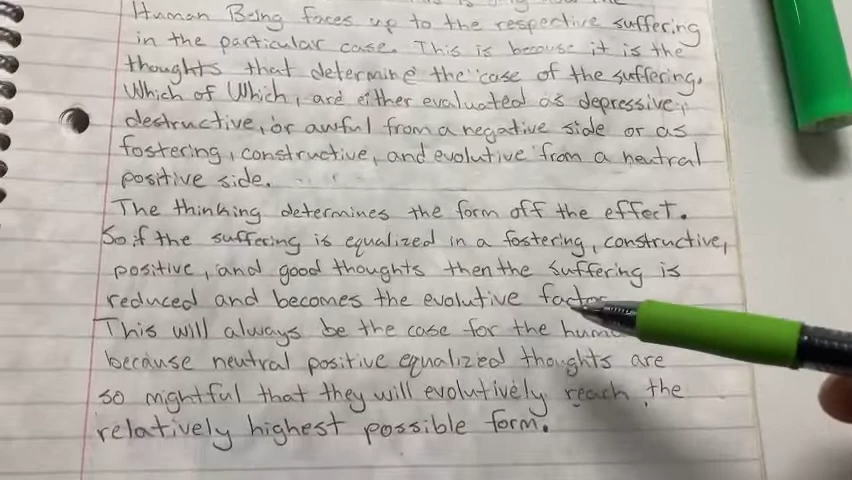 Human Being faces up to the respective suffering
in the particular case. This is because it is the
thoughts that determine the case of the suffering.
Which of Which, are either evaluated as depressive,
destructive, or awful from a negative side or as
fostering, constructive, and evolutive from a neutral
positive side.
The thinking determines the form off the effect.
So if the suffering is equalized in a fostering, constructive,
positive, and good thoughts then the suffering is
reduced and becomes the evolutive factor
This will always be the case for the
because neutral positive equalized thoughts are
so mightful that they will evolutively reach the
relatively highest possible form.